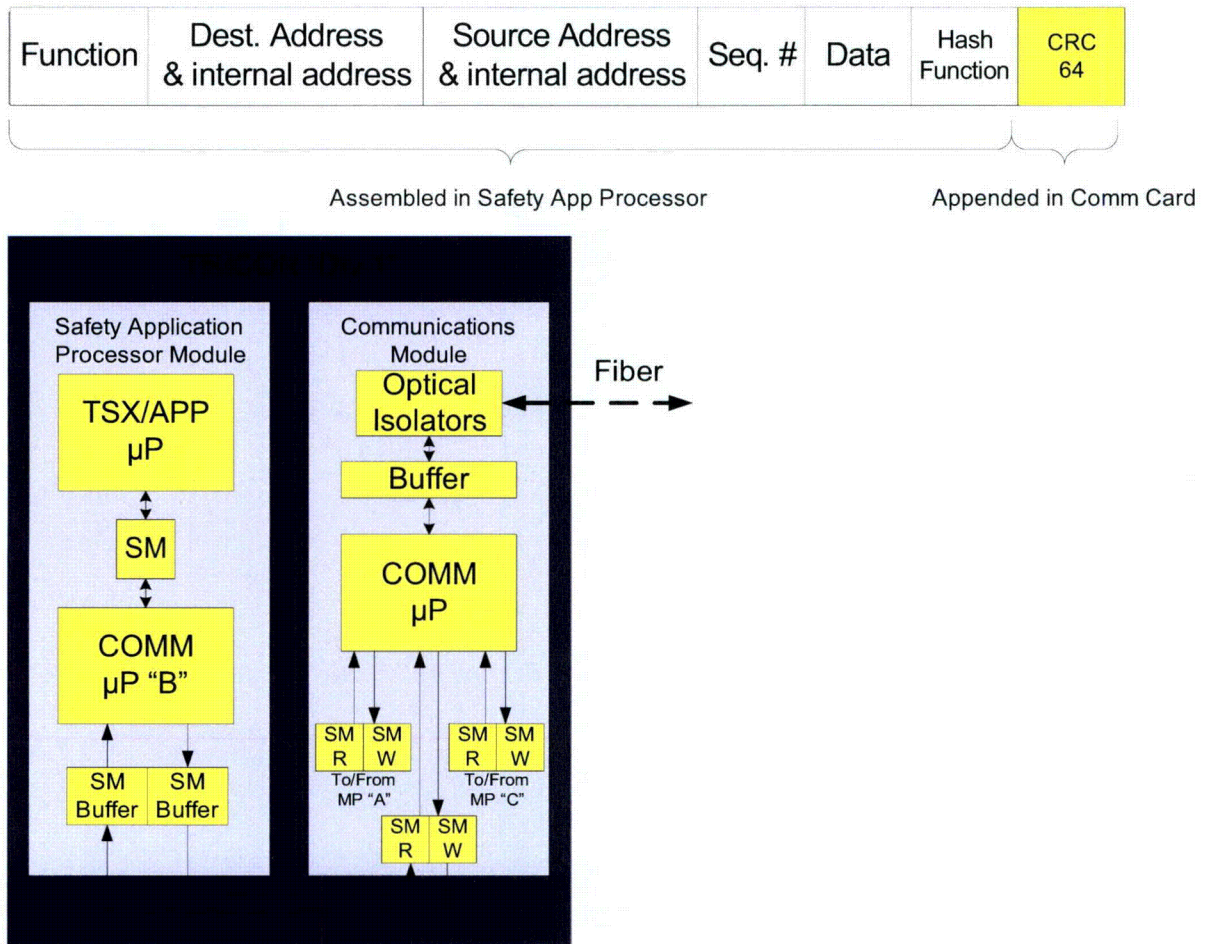 Function
Dest. Address
& internal address
Source Address
& internal address
Seq. #
Data
Hash
Function
CRC
64
Assembled in Safety App Processor
Appended in Comm Card
Safety Application
Processor Module
TSX/APP
µP
SM
COMM
µP “B”
SM
Buffer
SM
Buffer
Communications
Module
Optical
Isolators
Fiber
Buffer
COMM
µP
SM
R
SM
W
To/From
MP “A”
SM
R
SM
W
To/From
MP “C”
SM
R
SM
W